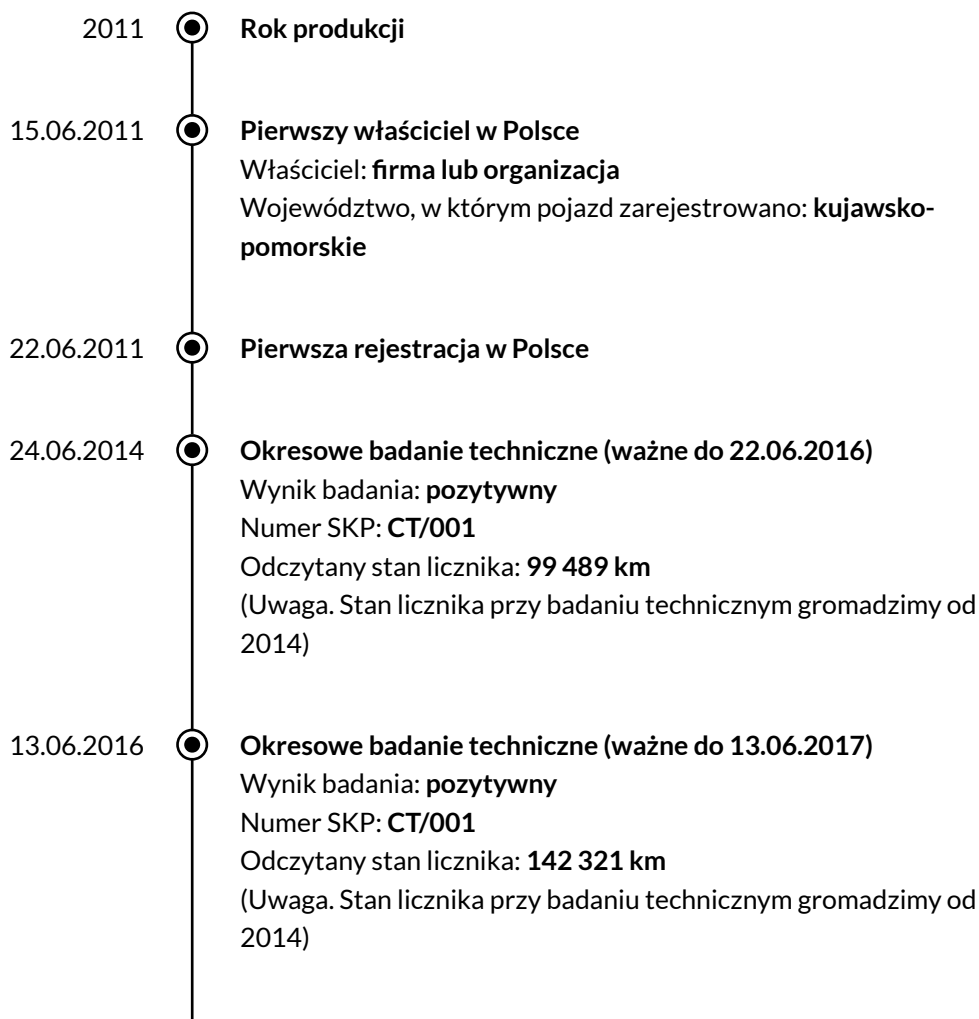 2011 Rok produkcji
15.06.2011 Pierwszy właściciel w Polsce
Właściciel: firma lub organizacja
Województwo, w którym pojazd zarejestrowano: kujawsko-
pomorskie
22.06.2011 Pierwsza rejestracja w Polsce
24.06.2014 Okresowe badanie techniczne (ważne do 22.06.2016)
Wynik badania: pozytywny
Numer SKP: CT/001
Odczytany stan licznika: 99 489 km
(Uwaga. Stan licznika przy badaniu technicznym gromadzimy od
2014)
13.06.2016 Okresowe badanie techniczne (ważne do 13.06.2017)
Wynik badania: pozytywny
Numer SKP: CT/001
Odczytany stan licznika: 142 321 km
(Uwaga. Stan licznika przy badaniu technicznym gromadzimy od
2014)